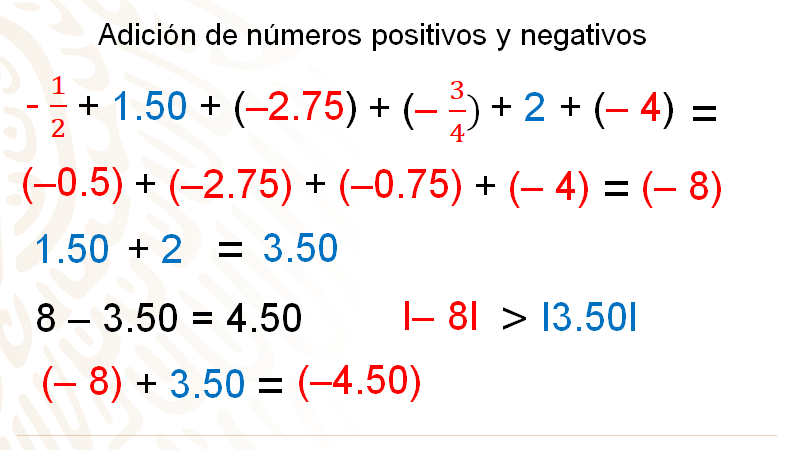 Adición de números positivos y negativos
- 1/2 + 1.50 + (–2.75) + (– 3/4) + 2 + (– 4) =
(–0.5) + (–2.75) + (–0.75) + (– 4) = (– 8)
1.50 + 2 = 3.50
8 – 3.50 = 4.50 I– 8I > I3.50I
(– 8) + 3.50 = (–4.50)